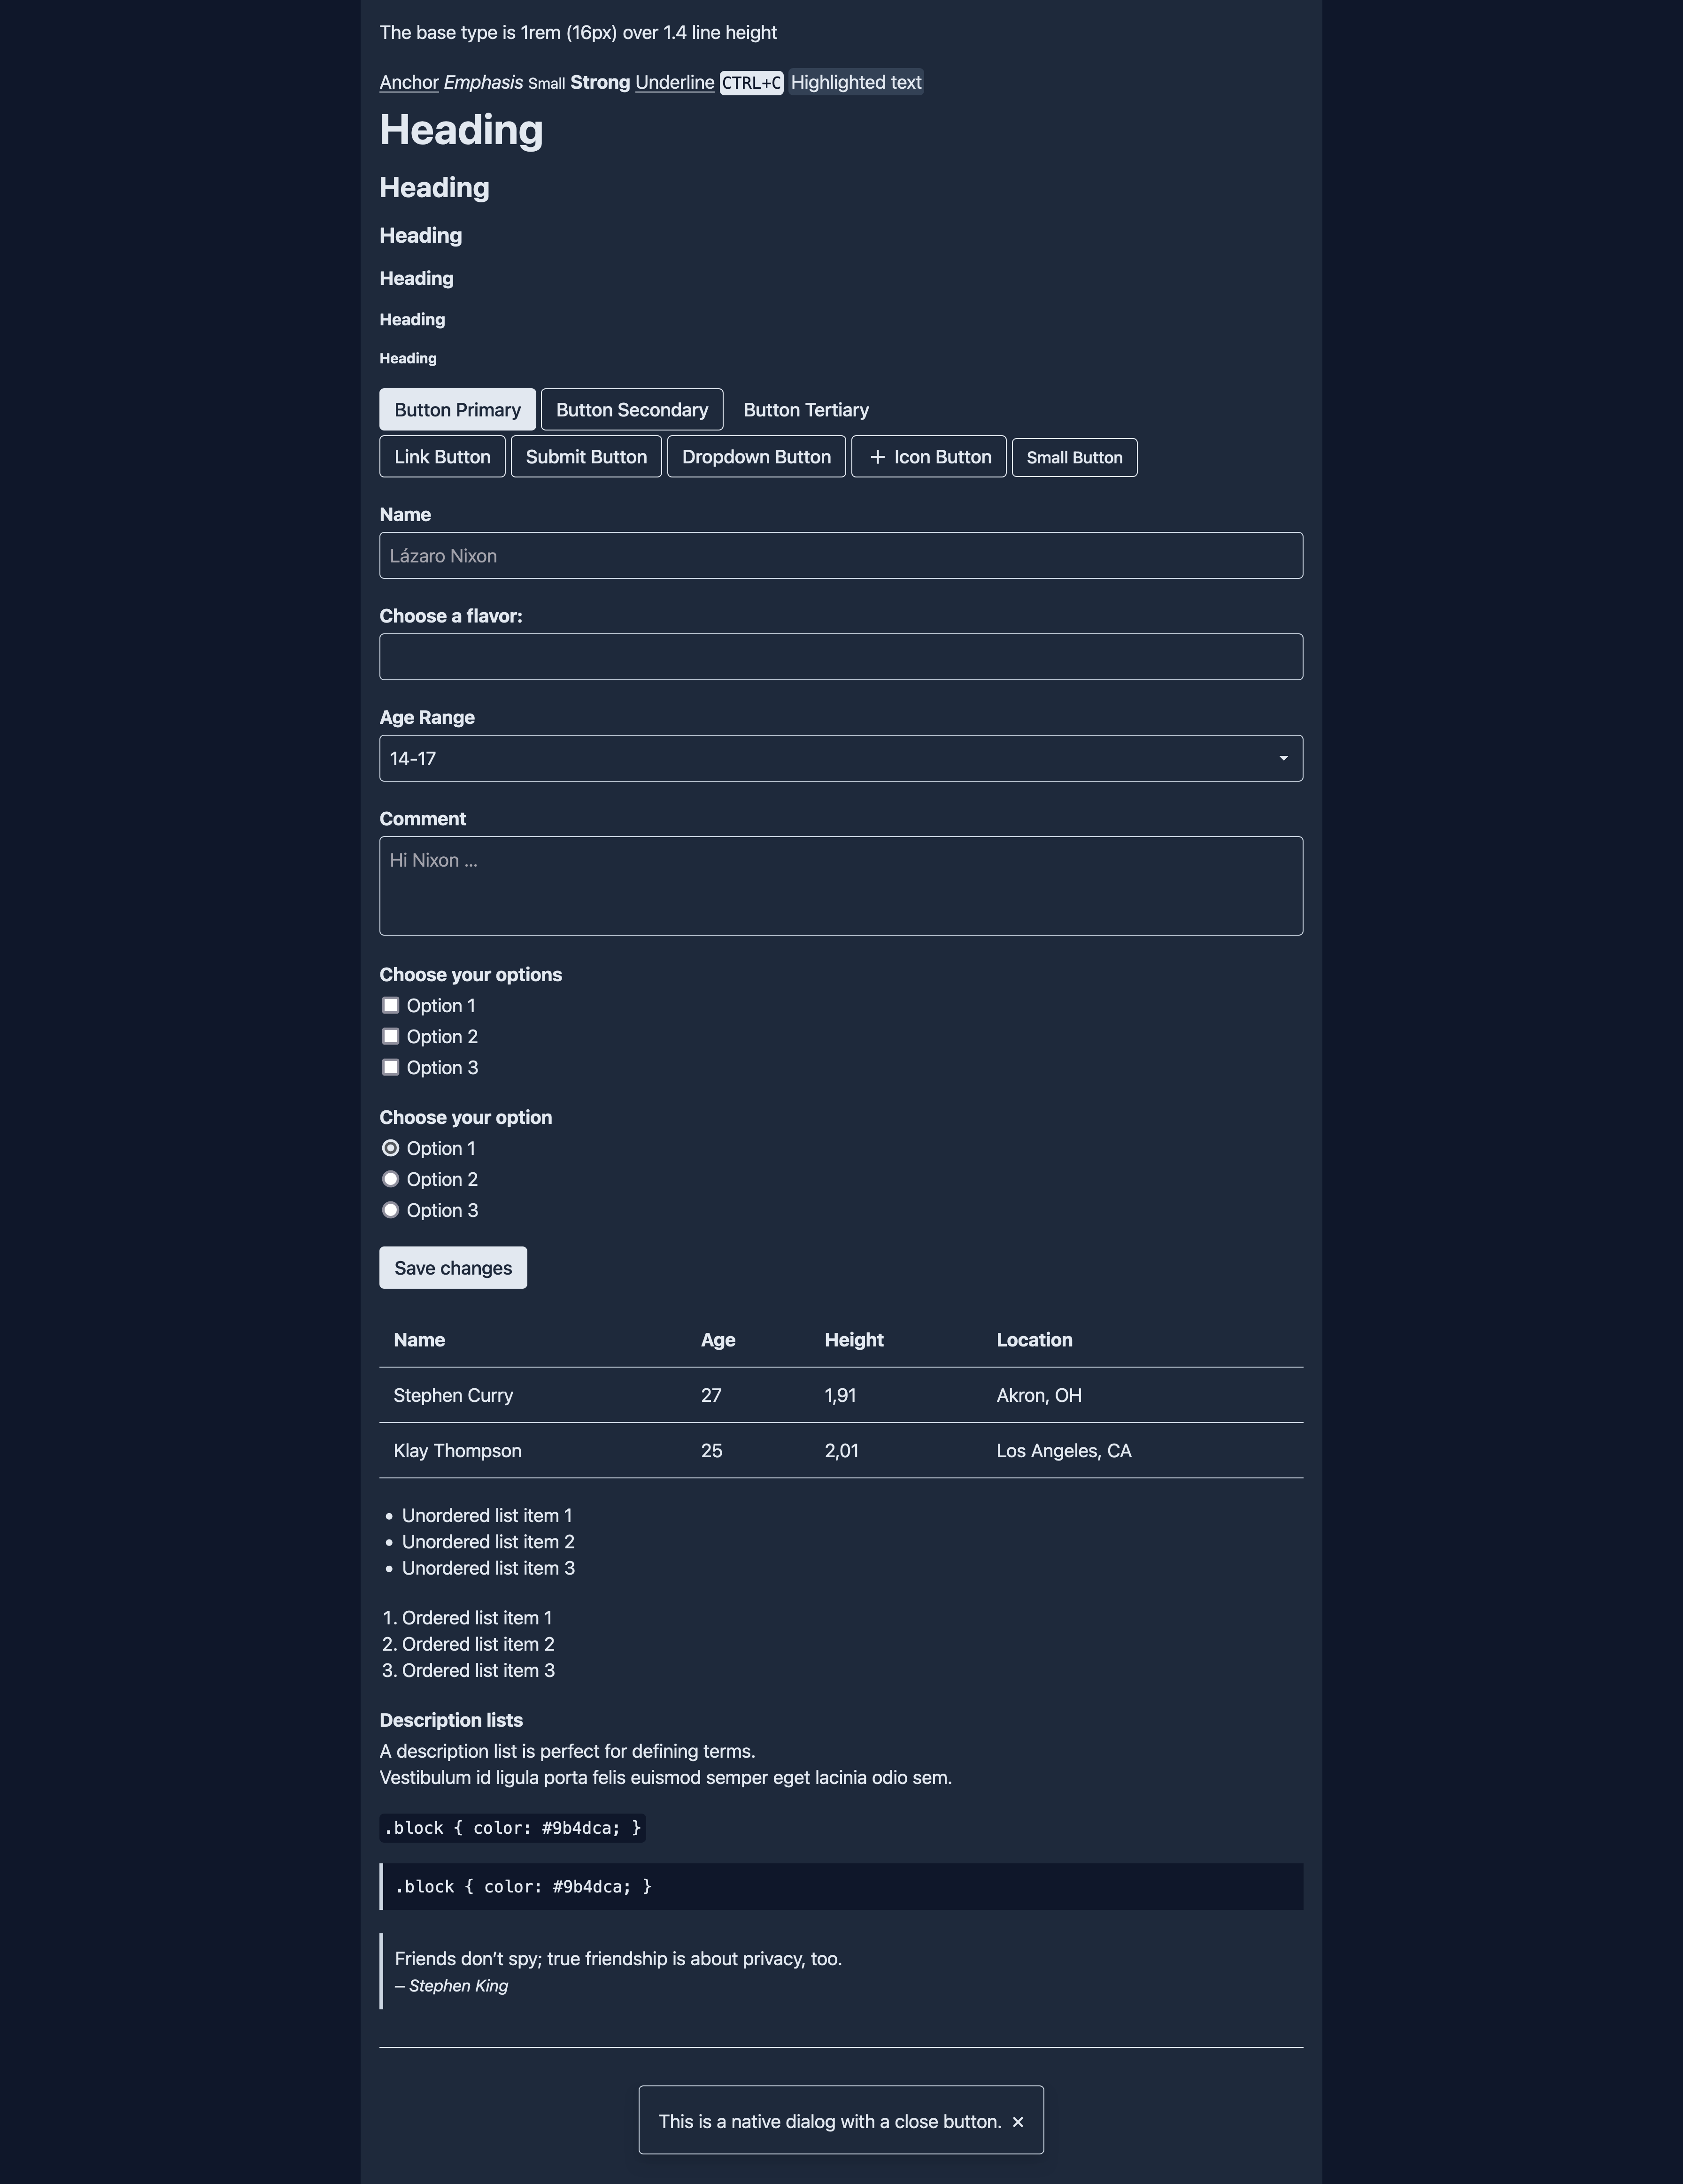 The base type is 1rem (16px) over 1.4 line height
Anchor Emphasis Small Strong Underline CTRL+C Highlighted text
Heading
Heading
Heading
Heading
Heading
Heading
Button Primary Button Secondary Button Tertiary
Link Button Submit Button Dropdown Button + Icon Button Small Button
Name
Lázaro Nixon
Choose a flavor:
Age Range
14-17
Comment
Hi Nixon ...
Choose your options
Option 1
Option 2
Option 3
Choose your option
Option 1
Option 2
Option 3
Save changes
Name Age Height Location
Stephen Curry 27 1,91 Akron, OH
Klay Thompson 25 2,01 Los Angeles, CA
• Unordered list item 1
• Unordered list item 2
• Unordered list item 3
1. Ordered list item 1
2. Ordered list item 2
3. Ordered list item 3
Description lists
A description list is perfect for defining terms.
Vestibulum id ligula porta felis euismod semper eget lacinia odio sem.
.block { color: #9b4dca; }
.block { color: #9b4dca; }
Friends don’t spy; true friendship is about privacy, too.
– Stephen King
This is a native dialog with a close button. ×